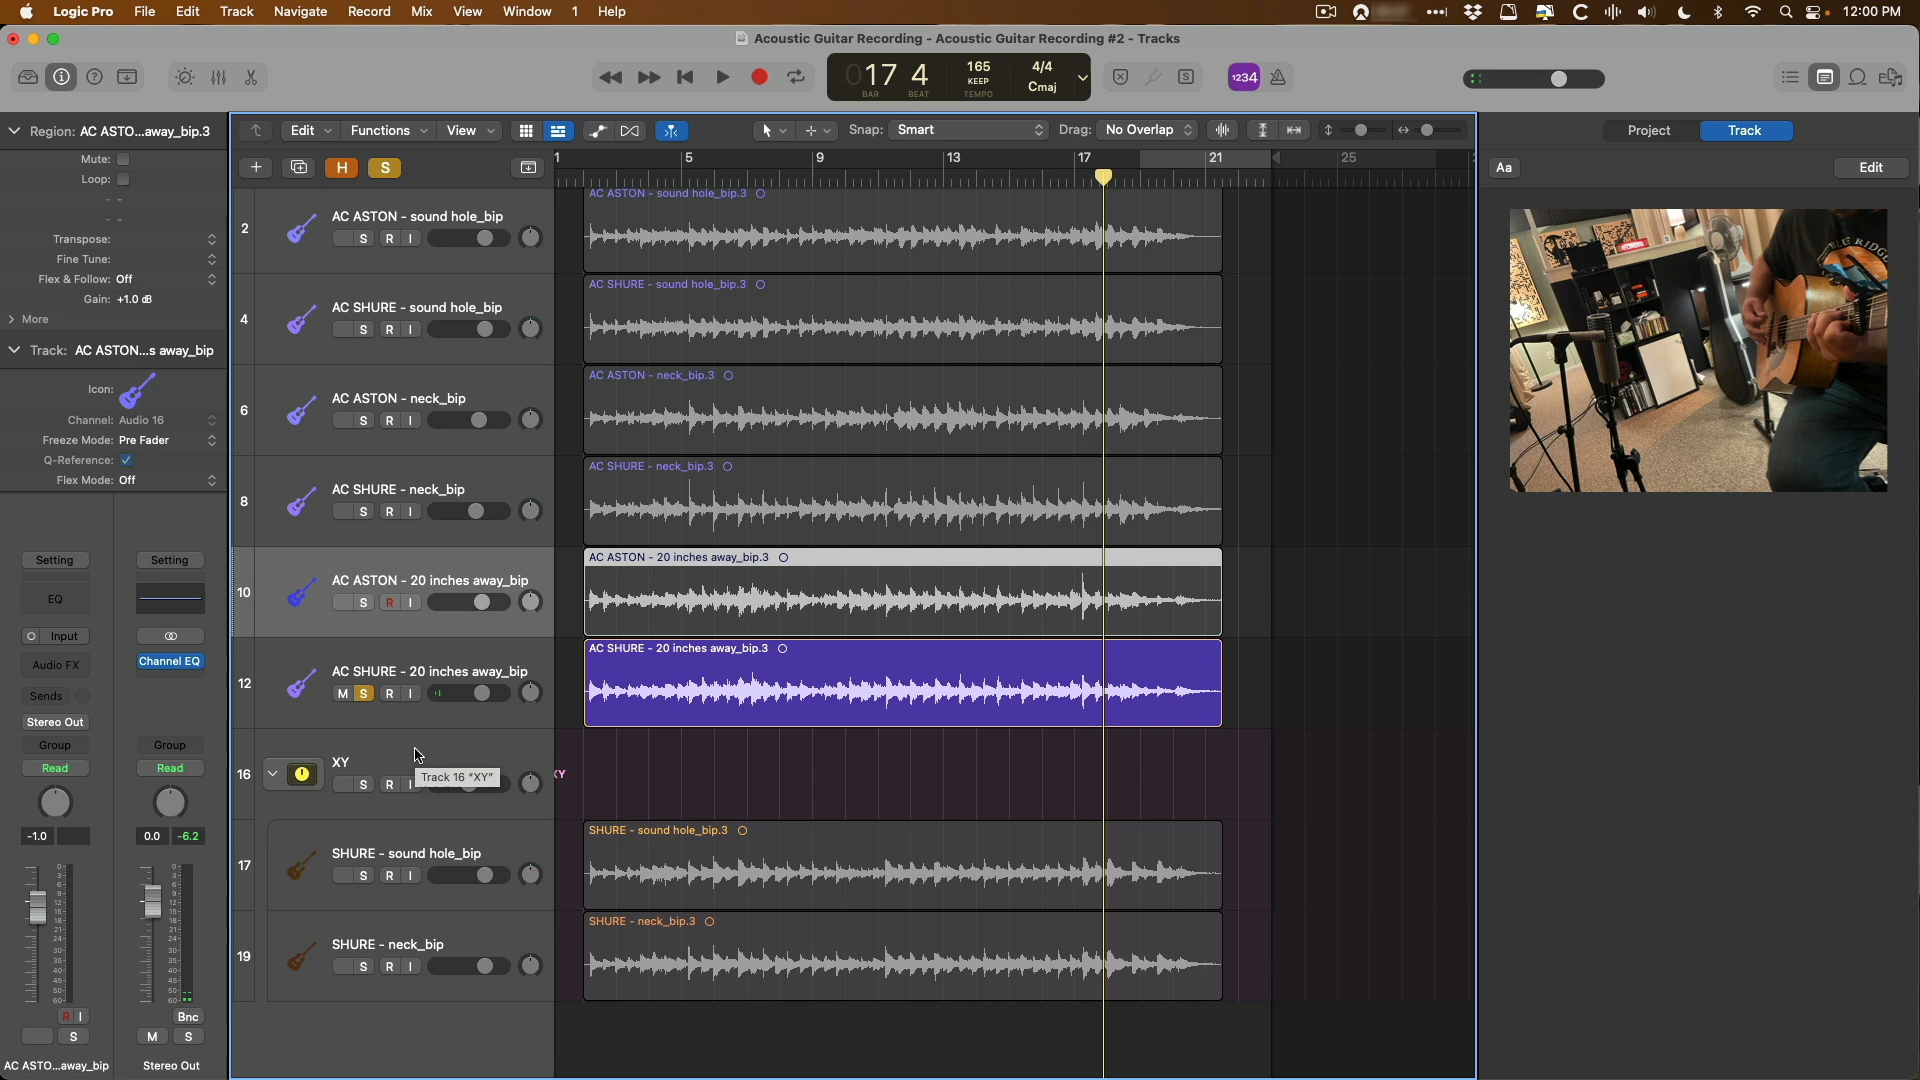 Logic Pro File Edit Track Navigate Record Mix View Window 1 Help 12:00 PM
Acoustic Guitar Recording - Acoustic Guitar Recording #2 - Tracks
017 4 165 4/4
KEEP Cmaj
BAR BEAT TEMPO
1234
S
Region: AC ASTO...away_bip.3
Mute:
Loop:
Transpose:
Fine Tune:
Flex & Follow: Off
Gain: +1.0 dB
More
Track: AC ASTON...s away_bip
Icon:
Channel: Audio 16
Freeze Mode: Pre Fader
Q-Reference:
Flex Mode: Off
Setting Setting
EQ
Input
Audio FX Channel EQ
Sends
Stereo Out
Group Group
Read Read
-1.0 0.0 -6.2
R I Bnc
S M S
AC ASTO...away_bip Stereo Out
Edit Functions View Snap: Smart Drag: No Overlap
H S
1 5 9 13 17 21 25
2 AC ASTON - sound hole_bip
S R I
AC ASTON - sound hole_bip.3
4 AC SHURE - sound hole_bip
S R I
AC SHURE - sound hole_bip.3
6 AC ASTON - neck_bip
S R I
AC ASTON - neck_bip.3
8 AC SHURE - neck_bip
S R I
AC SHURE - neck_bip.3
10 AC ASTON - 20 inches away_bip
S R I
AC ASTON - 20 inches away_bip.3
12 AC SHURE - 20 inches away_bip
M S R I
AC SHURE - 20 inches away_bip.3
16 XY
S R I
Track 16 “XY”
XY
17 SHURE - sound hole_bip
S R I
SHURE - sound hole_bip.3
19 SHURE - neck_bip
S R I
SHURE - neck_bip.3
Project Track
Aa Edit